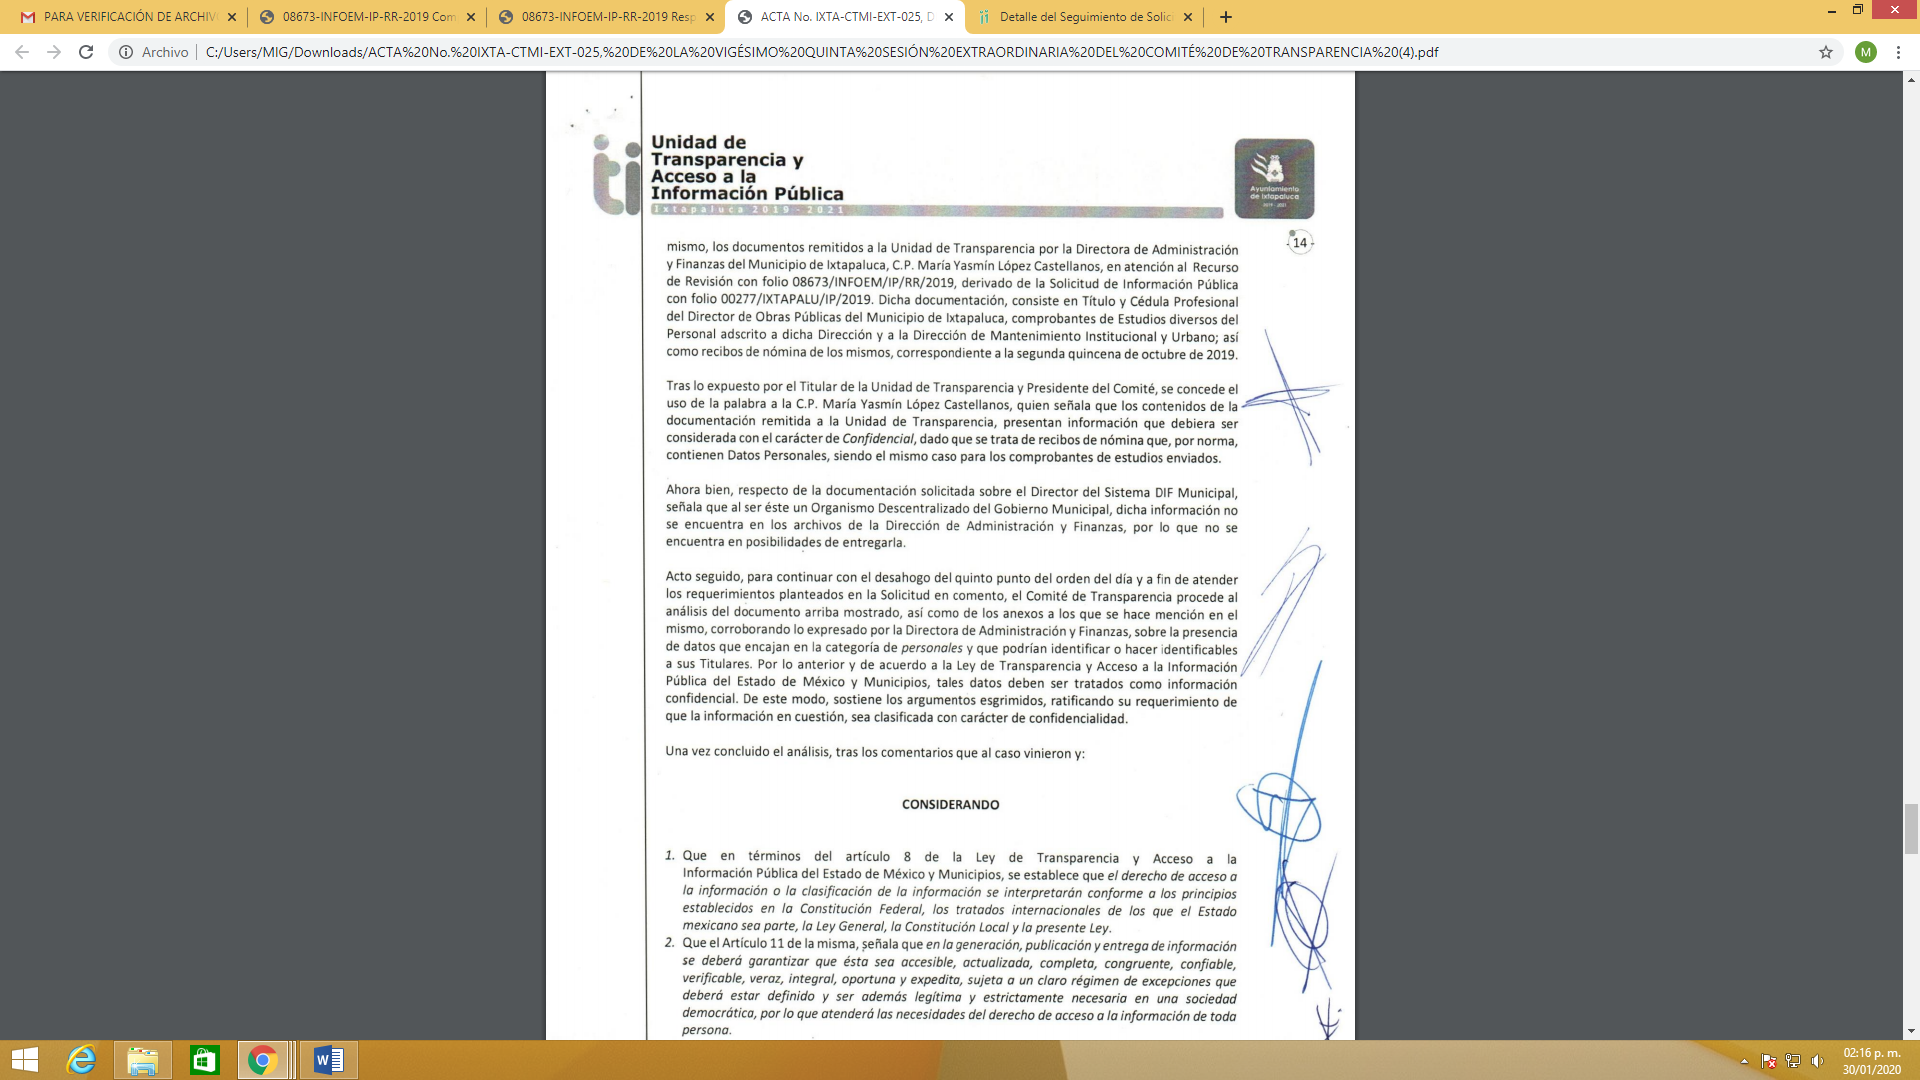 PARA VERIFICACIÓN DE ARCHIV
08673-INFOEM-IP-RR-2019 Com
08673-INFOEM-IP-RR-2019 Resp
ACTA No. IXTA-CTMI-EXT-025, D
Detalle del Seguimiento de Solici
Archivo
C:/Users/MIG/Downloads/ACTA%20No.%20IXTA-CTMI-EXT-025,%20DE%20LA%20VIGÉSIMO%20QUINTA%20SESIÓN%20EXTRAORDINARIA%20DEL%20COMITÉ%20DE%20TRANSPARENCIA%20(4).pdf
M
ti
Unidad de
Transparencia y
Acceso a la
Información Pública
Ixtapaluca 2019 - 2021
Ayuntamiento
de Ixtapaluca
2019 - 2021
14
mismo, los documentos remitidos a la Unidad de Transparencia por la Directora de Administración
y Finanzas del Municipio de Ixtapaluca, C.P. María Yasmín López Castellanos, en atención al Recurso
de Revisión con folio 08673/INFOEM/IP/RR/2019, derivado de la Solicitud de Información Pública
con folio 00277/IXTAPALU/IP/2019. Dicha documentación, consiste en Título y Cédula Profesional
del Director de Obras Públicas del Municipio de Ixtapaluca, comprobantes de Estudios diversos del
Personal adscrito a dicha Dirección y a la Dirección de Mantenimiento Institucional y Urbano; así
como recibos de nómina de los mismos, correspondiente a la segunda quincena de octubre de 2019.
Tras lo expuesto por el Titular de la Unidad de Transparencia y Presidente del Comité, se concede el
uso de la palabra a la C.P. María Yasmín López Castellanos, quien señala que los contenidos de la
documentación remitida a la Unidad de Transparencia, presentan información que debiera ser
considerada con el carácter de Confidencial, dado que se trata de recibos de nómina que, por norma,
contienen Datos Personales, siendo el mismo caso para los comprobantes de estudios enviados.
Ahora bien, respecto de la documentación solicitada sobre el Director del Sistema DIF Municipal,
señala que al ser éste un Organismo Descentralizado del Gobierno Municipal, dicha información no
se encuentra en los archivos de la Dirección de Administración y Finanzas, por lo que no se
encuentra en posibilidades de entregarla.
Acto seguido, para continuar con el desahogo del quinto punto del orden del día y a fin de atender
los requerimientos planteados en la Solicitud en comento, el Comité de Transparencia procede al
análisis del documento arriba mostrado, así como de los anexos a los que se hace mención en el
mismo, corroborando lo expresado por la Directora de Administración y Finanzas, sobre la presencia
de datos que encajan en la categoría de personales y que podrían identificar o hacer identificables
a sus Titulares. Por lo anterior y de acuerdo a la Ley de Transparencia y Acceso a la Información
Pública del Estado de México y Municipios, tales datos deben ser tratados como información
confidencial. De este modo, sostiene los argumentos esgrimidos, ratificando su requerimiento de
que la información en cuestión, sea clasificada con carácter de confidencialidad.
Una vez concluido el análisis, tras los comentarios que al caso vinieron y:
CONSIDERANDO
1. Que en términos del artículo 8 de la Ley de Transparencia y Acceso a la
Información Pública del Estado de México y Municipios, se establece que el derecho de acceso a
la información o la clasificación de la información se interpretarán conforme a los principios
establecidos en la Constitución Federal, los tratados internacionales de los que el Estado
mexicano sea parte, la Ley General, la Constitución Local y la presente Ley.
2. Que el Artículo 11 de la misma, señala que en la generación, publicación y entrega de información
se deberá garantizar que ésta sea accesible, actualizada, completa, congruente, confiable,
verificable, veraz, integral, oportuna y expedita, sujeta a un claro régimen de excepciones que
deberá estar definido y ser además legítima y estrictamente necesaria en una sociedad
democrática, por lo que atenderá las necesidades del derecho de acceso a la información de toda
persona.
02:16 p. m.
30/01/2020